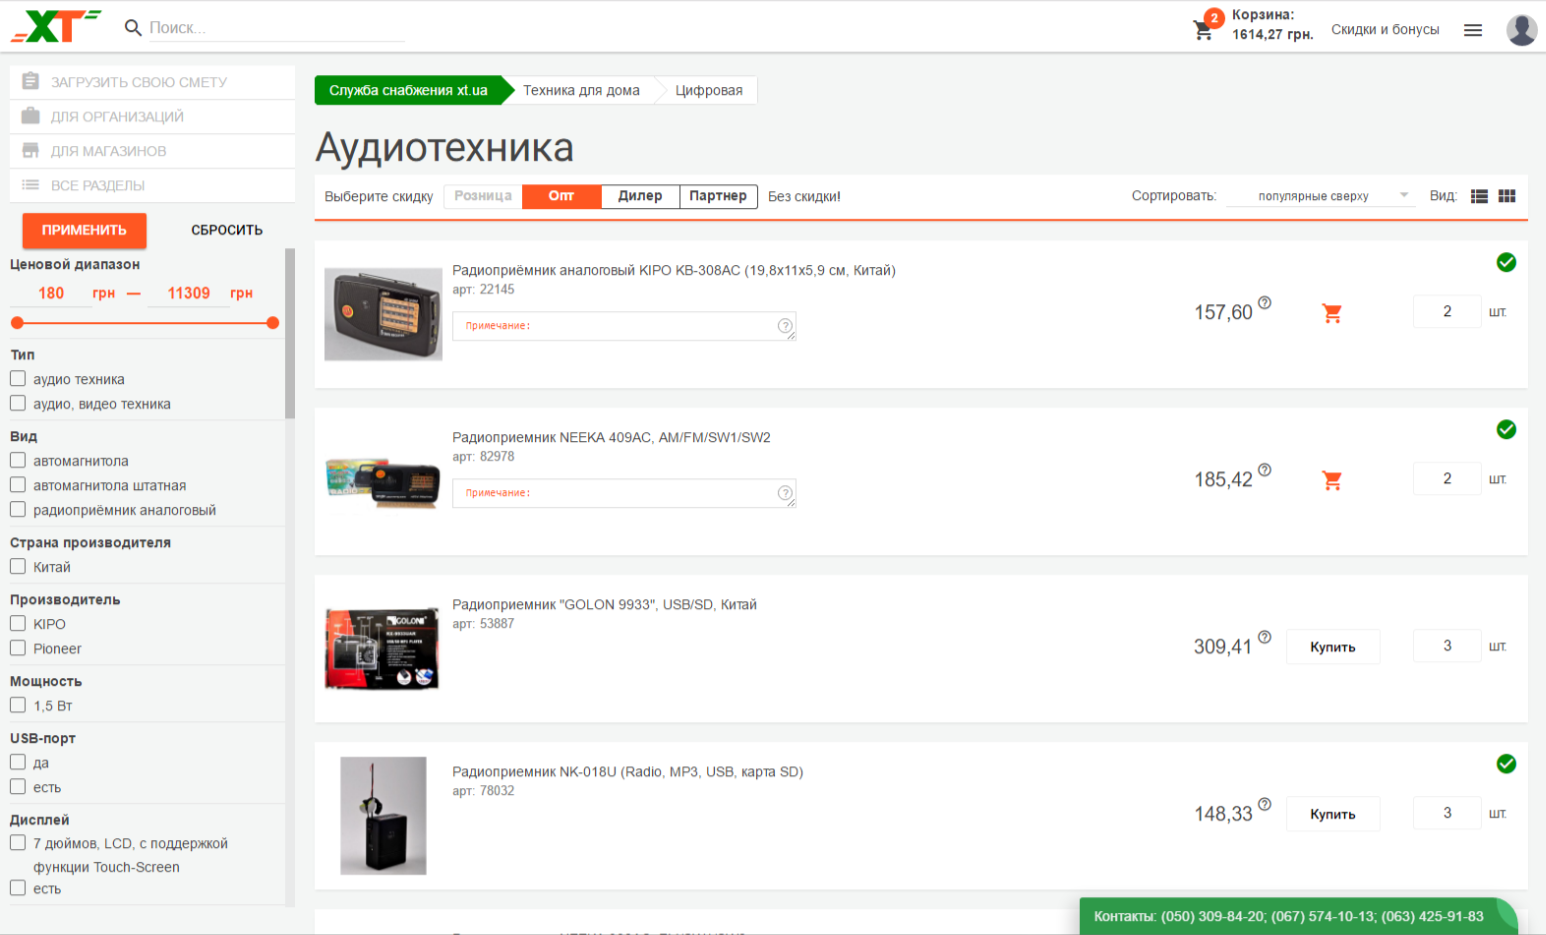 XT
Поиск...
2
Корзина:
1614,27 грн.
Скидки и бонусы
ЗАГРУЗИТЬ СВОЮ СМЕТУ
ДЛЯ ОРГАНИЗАЦИЙ
ДЛЯ МАГАЗИНОВ
ВСЕ РАЗДЕЛЫ
ПРИМЕНИТЬ
СБРОСИТЬ
Ценовой диапазон
180 грн — 11309 грн
Тип
аудио техника
аудио, видео техника
Вид
автомагнитола
автомагнитола штатная
радиоприёмник аналоговый
Страна производителя
Китай
Производитель
KIPO
Pioneer
Мощность
1,5 Вт
USB-порт
да
есть
Дисплей
7 дюймов, LCD, с поддержкой
функции Touch-Screen
есть
Служба снабжения xt.ua
Техника для дома
Цифровая
Аудиотехника
Выберите скидку
Розница
Опт
Дилер
Партнер
Без скидки!
Сортировать:
популярные сверху
Вид:
Радиоприёмник аналоговый KIPO KB-308AC (19,8x11x5,9 см, Китай)
арт: 22145
Примечание:
157,60
2 шт.
Радиоприемник NEEKA 409AC, AM/FM/SW1/SW2
арт: 82978
Примечание:
185,42
2 шт.
Радиоприемник "GOLON 9933", USB/SD, Китай
арт: 53887
GOLON
309,41
Купить
3 шт.
Радиоприемник NK-018U (Radio, MP3, USB, карта SD)
арт: 78032
148,33
Купить
3 шт.
Контакты: (050) 309-84-20; (067) 574-10-13; (063) 425-91-83